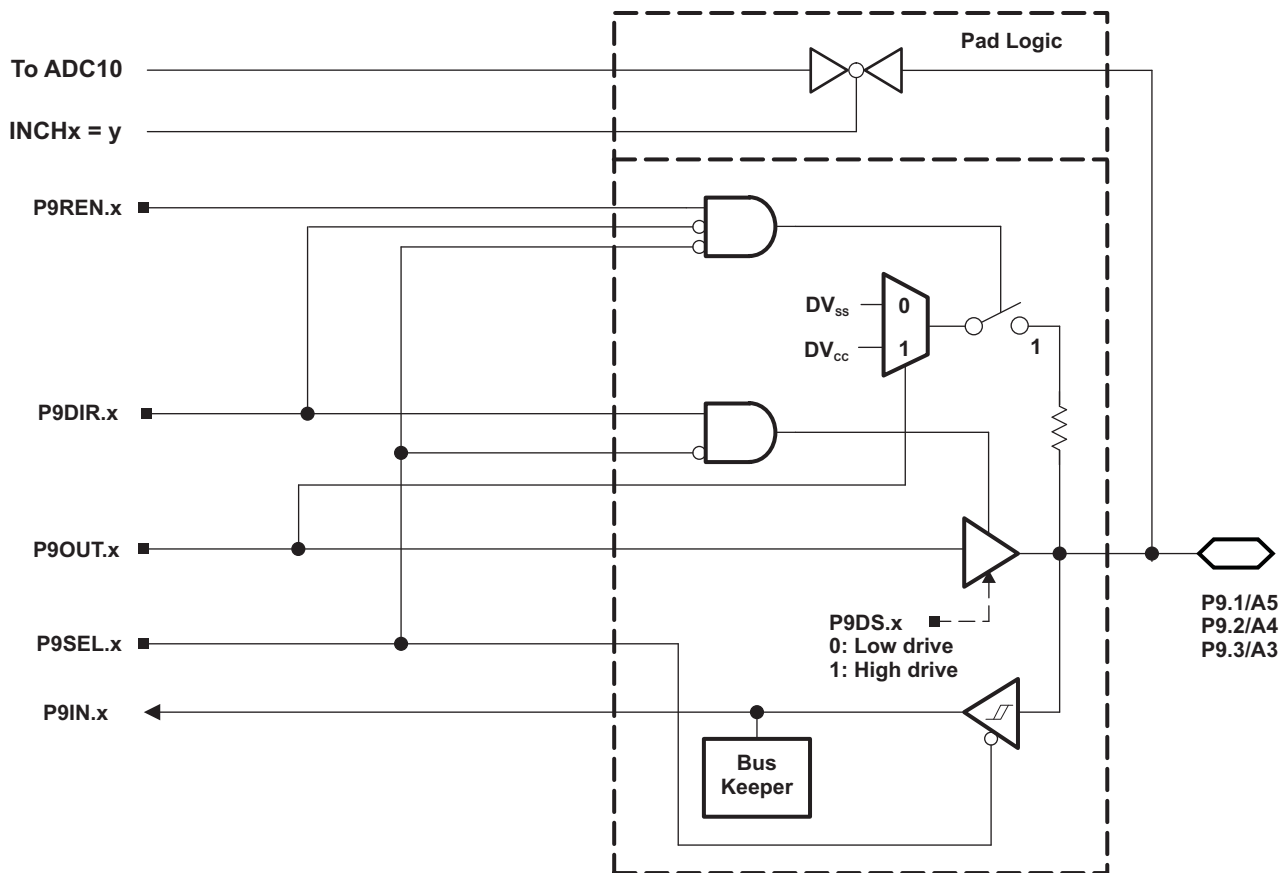 Pad Logic
To ADC10
INCHx = y
P9REN.x
DVSS
0
DVCC
1
1
P9DIR.x
P9OUT.x
P9DS.x
0: Low drive
1: High drive
P9.1/A5
P9.2/A4
P9.3/A3
P9SEL.x
P9IN.x
Bus
Keeper